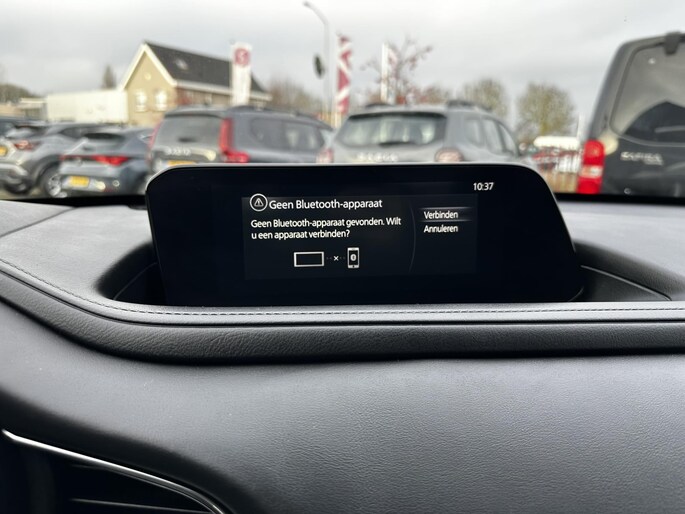 10:37
Geen Bluetooth-apparaat
Geen Bluetooth-apparaat gevonden. Wilt
u een apparaat verbinden?
Verbinden
Annuleren